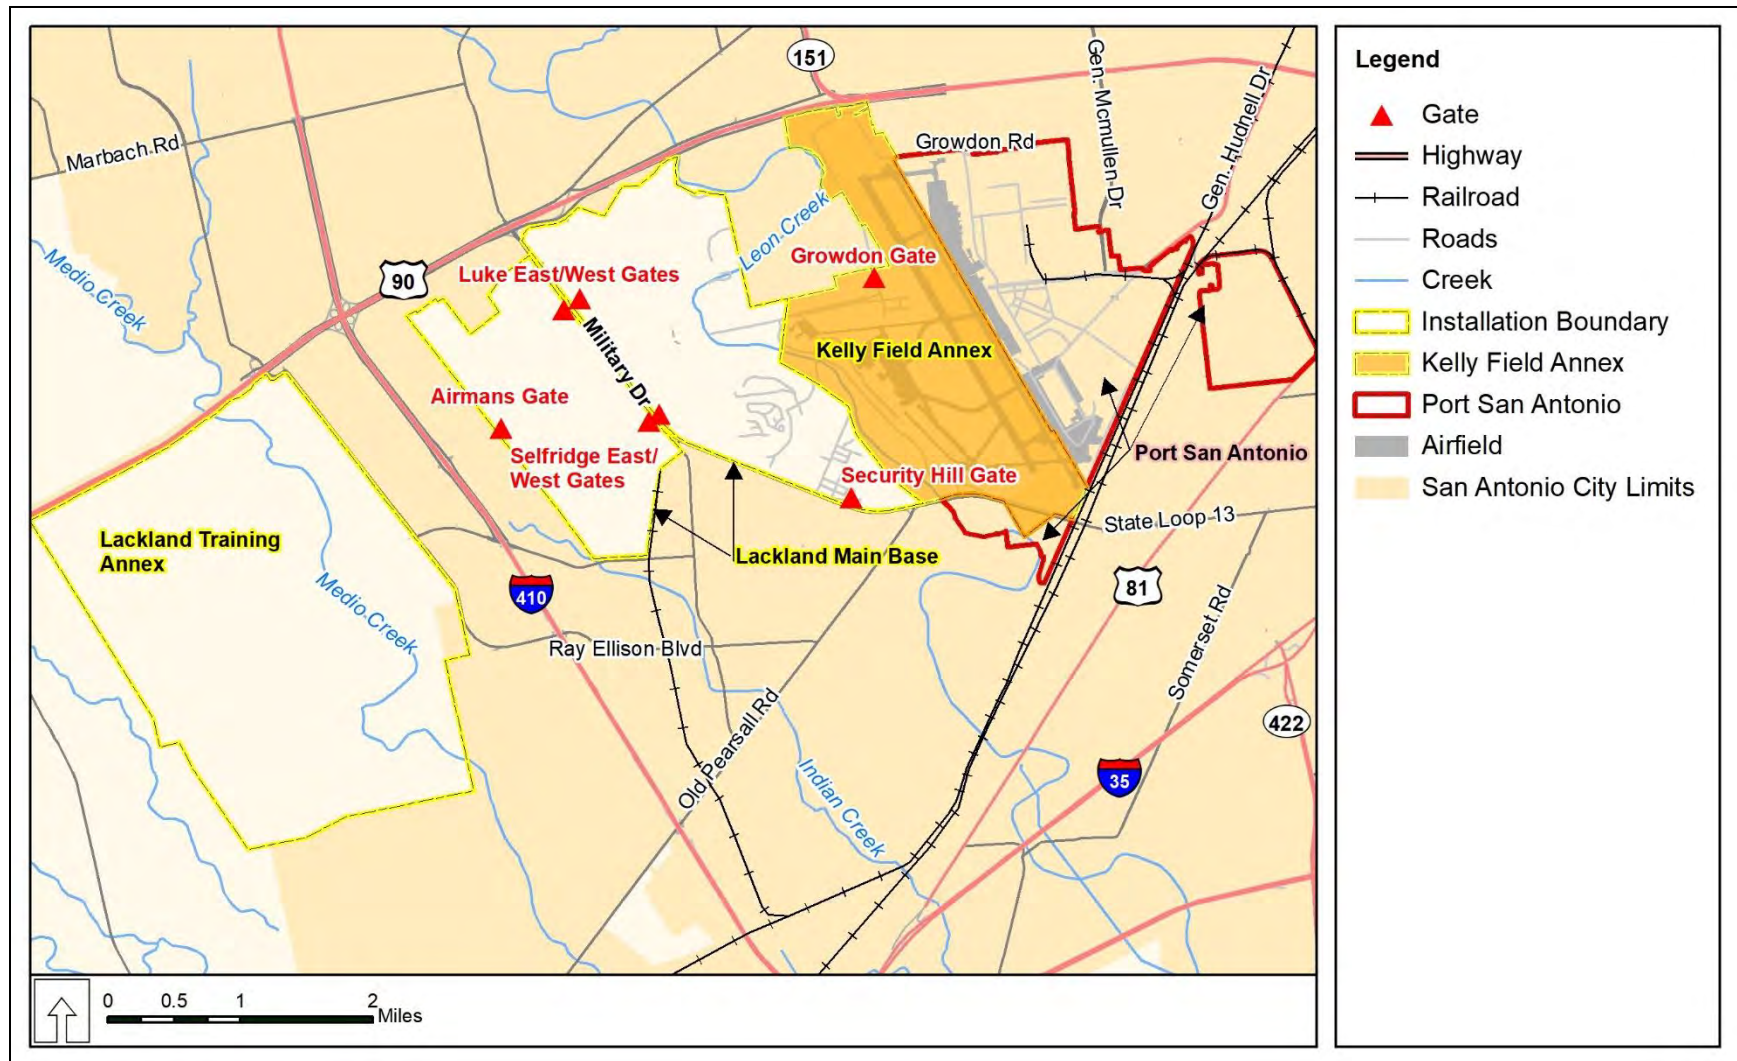 151
Gen. Mcmullen Dr
Gen. Hudnell Dr
Marbach Rd
Growdon Rd
Medio Creek
90
Luke East/West Gates
Leon Creek
Growdon Gate
Military Dr
Kelly Field Annex
Airmans Gate
Selfridge East/
West Gates
Port San Antonio
Security Hill Gate
State Loop 13
Lackland Training
Annex
Lackland Main Base
Medio Creek
410
81
Ray Ellison Blvd
Somerset Rd
Old Pearsall Rd
Indian Creek
422
35
0 0.5 1 2
Miles
Legend
Gate
Highway
Railroad
Roads
Creek
Installation Boundary
Kelly Field Annex
Port San Antonio
Airfield
San Antonio City Limits